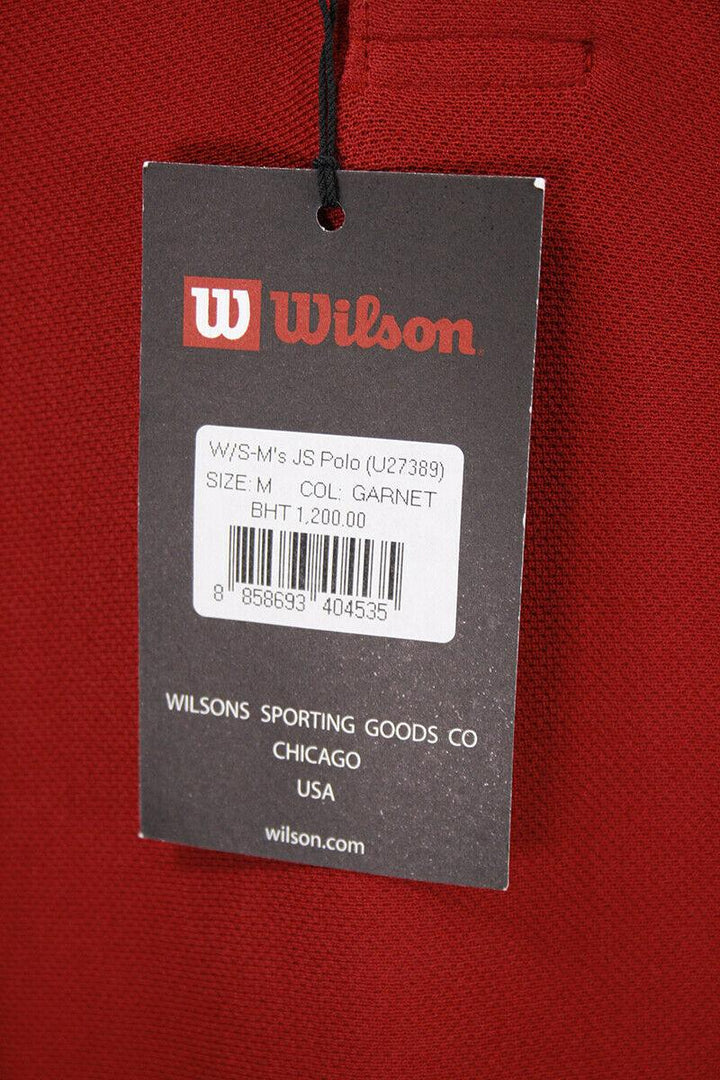 W Wilson
W/S-M's JS Polo (U27389)
SIZE: M COL: GARNET
BHT 1,200.00
8 858693 404535
WILSONS SPORTING GOODS CO
CHICAGO
USA
wilson.com